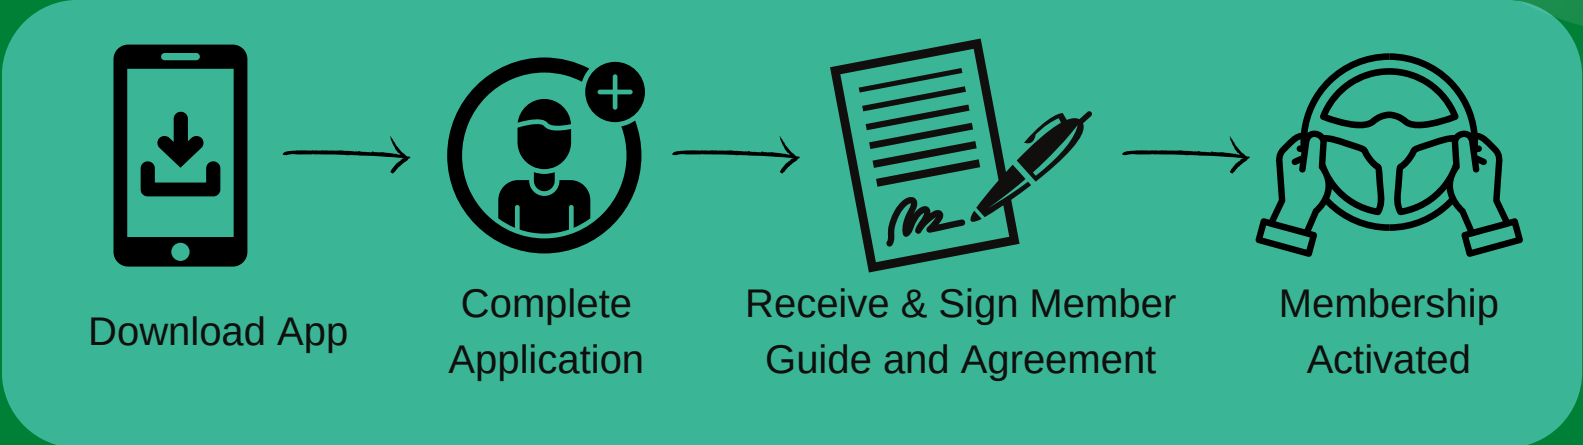 Download App
Complete
Application
Receive & Sign Member
Guide and Agreement
Membership
Activated